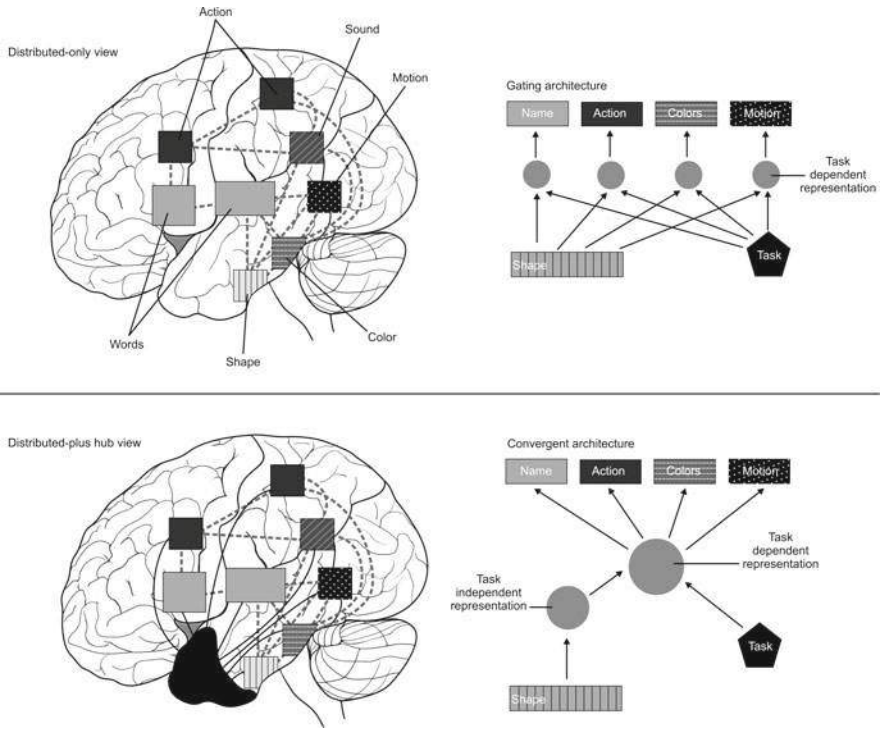 Action
Distributed-only view
Sound
Motion
Words
Shape
Color
Gating architecture
Name Action Colors Motion
Task
dependent
representation
Shape
Task
Distributed-plus hub view
Convergent architecture
Name Action Colors Motion
Task
dependent
representation
Task
independent
representation
Task
Shape